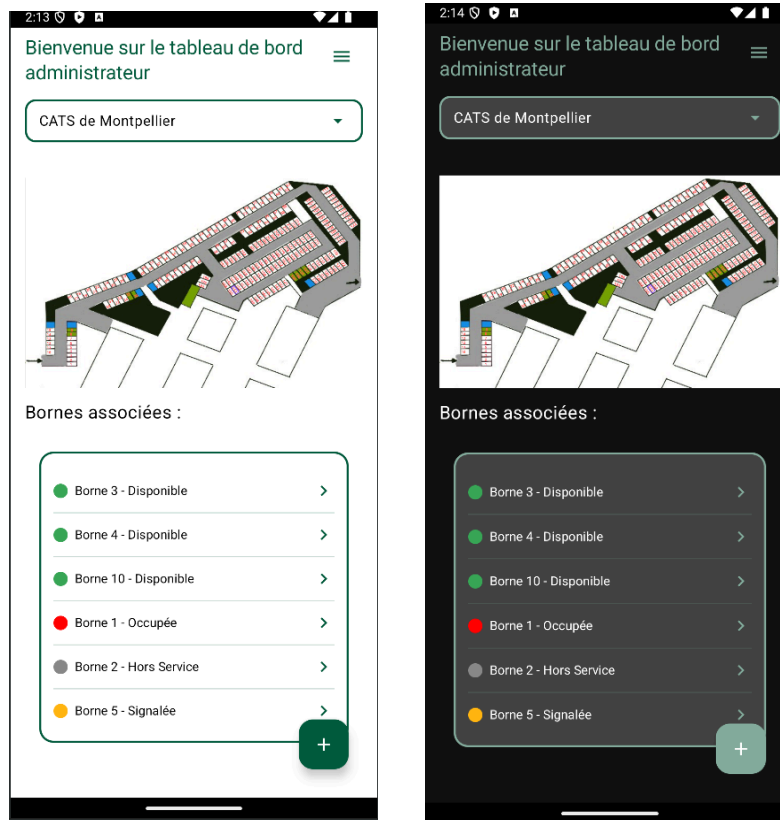 2:13
Bienvenue sur le tableau de bord
administrateur
CATS de Montpellier
Bornes associées :
Borne 3 - Disponible
Borne 4 - Disponible
Borne 10 - Disponible
Borne 1 - Occupée
Borne 2 - Hors Service
Borne 5 - Signalée
+
2:14
Bienvenue sur le tableau de bord
administrateur
CATS de Montpellier
Bornes associées :
Borne 3 - Disponible
Borne 4 - Disponible
Borne 10 - Disponible
Borne 1 - Occupée
Borne 2 - Hors Service
Borne 5 - Signalée
+